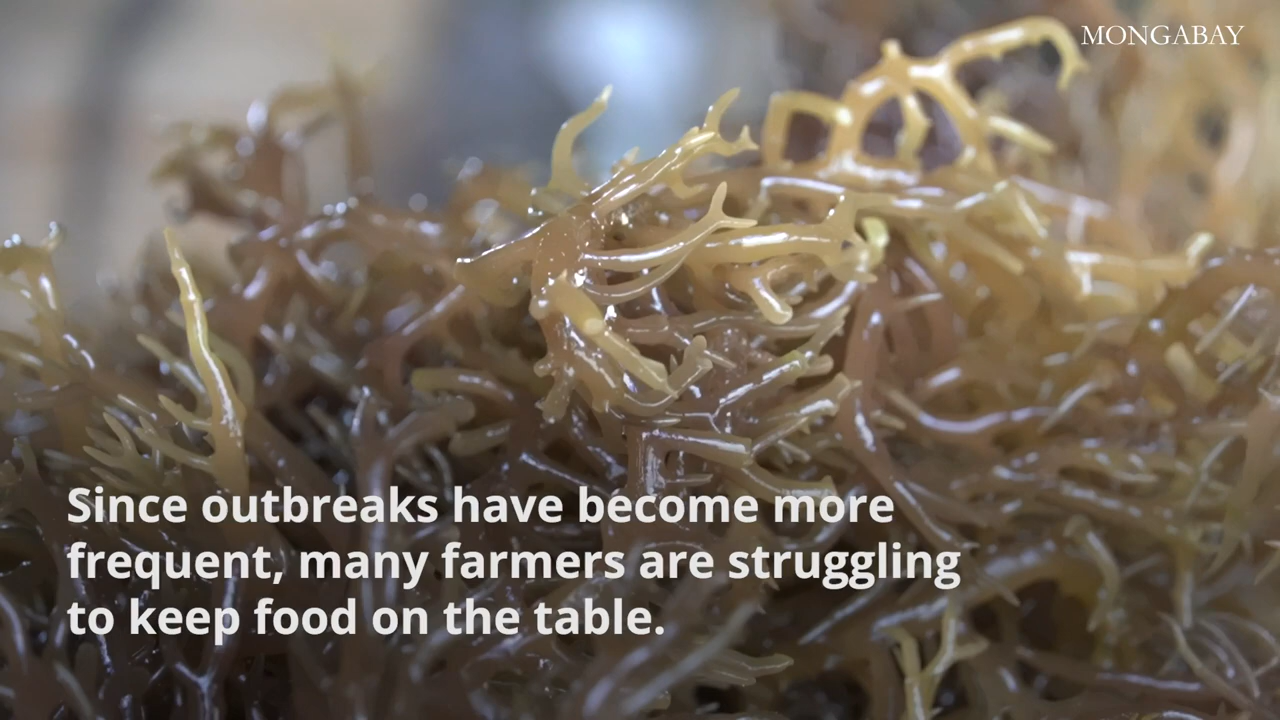 MONGABAY
Since outbreaks have become more
frequent, many farmers are struggling
to keep food on the table.